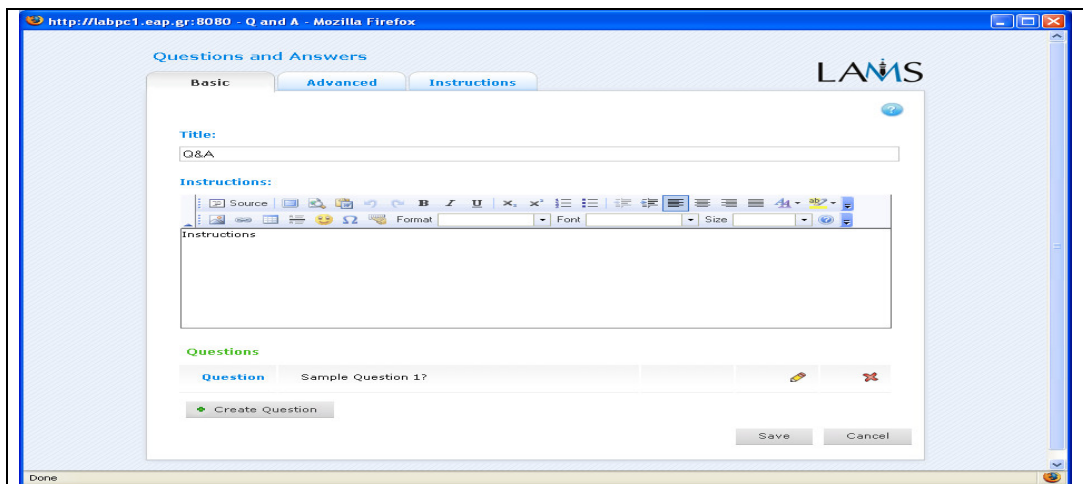 http://labpc1.eap.gr:8080 - Q and A - Mozilla Firefox
Questions and Answers
LAMS
Basic Advanced Instructions
Title:
Q&A
Instructions:
Source B I U
Format Font Size
Instructions
Questions
Question Sample Question 1?
Create Question
Save Cancel
Done